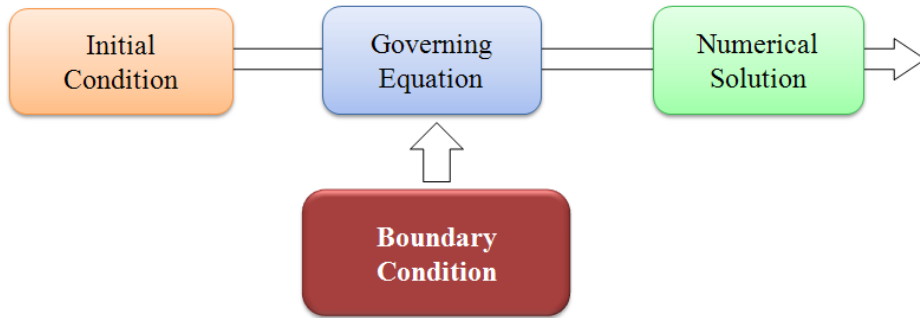 Initial
Condition
Governing
Equation
Numerical
Solution
Boundary
Condition